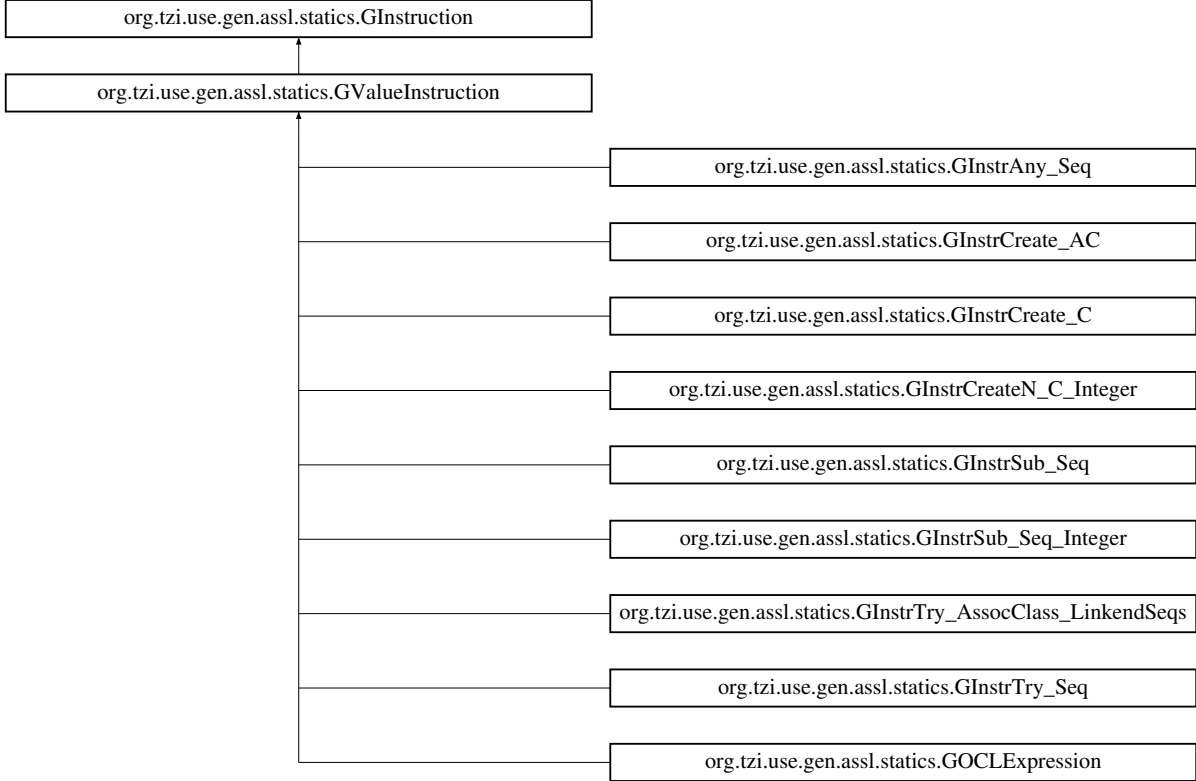 org.tzi.use.gen.assl.statics.GInstruction
org.tzi.use.gen.assl.statics.GValueInstruction
org.tzi.use.gen.assl.statics.GInstrAny_Seq
org.tzi.use.gen.assl.statics.GInstrCreate_AC
org.tzi.use.gen.assl.statics.GInstrCreate_C
org.tzi.use.gen.assl.statics.GInstrCreateN_C_Integer
org.tzi.use.gen.assl.statics.GInstrSub_Seq
org.tzi.use.gen.assl.statics.GInstrSub_Seq_Integer
org.tzi.use.gen.assl.statics.GInstrTry_AssocClass_LinkendSeqs
org.tzi.use.gen.assl.statics.GInstrTry_Seq
org.tzi.use.gen.assl.statics.GOCLExpression